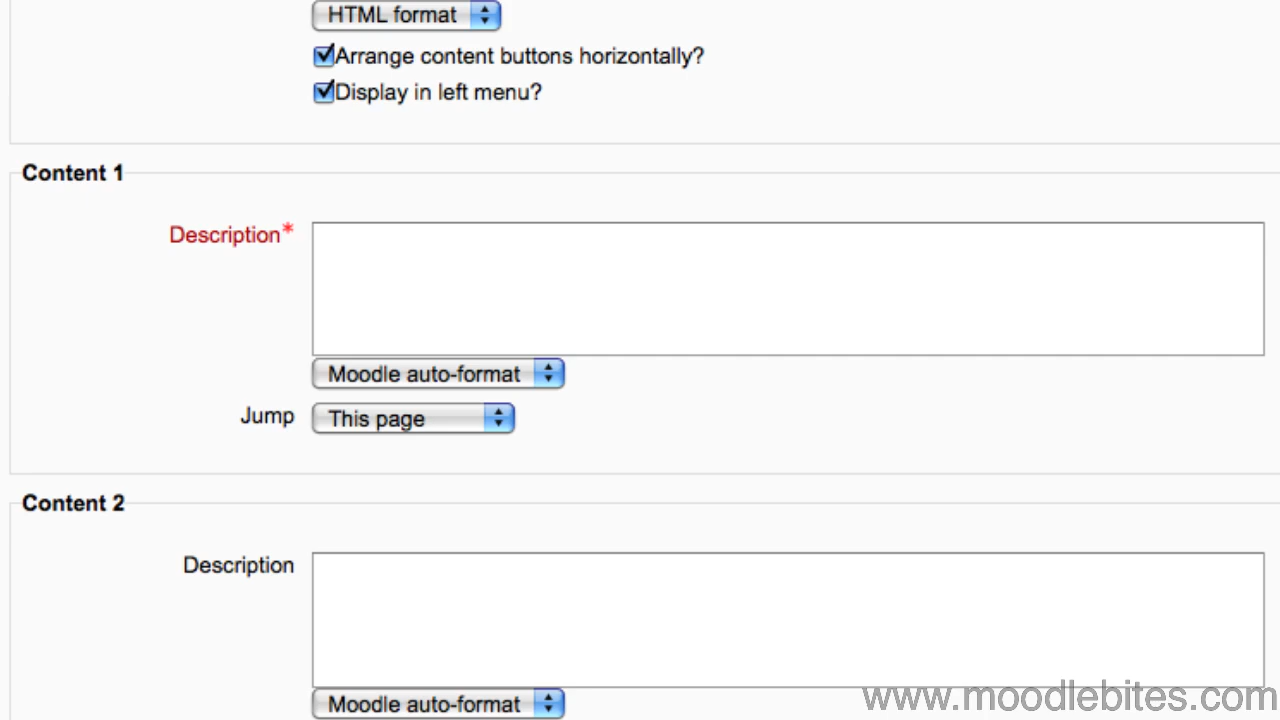 HTML format
Arrange content buttons horizontally?
Display in left menu?
Content 1
Description*
Moodle auto-format
Jump This page
Content 2
Description
Moodle auto-format
www.moodlebites.com